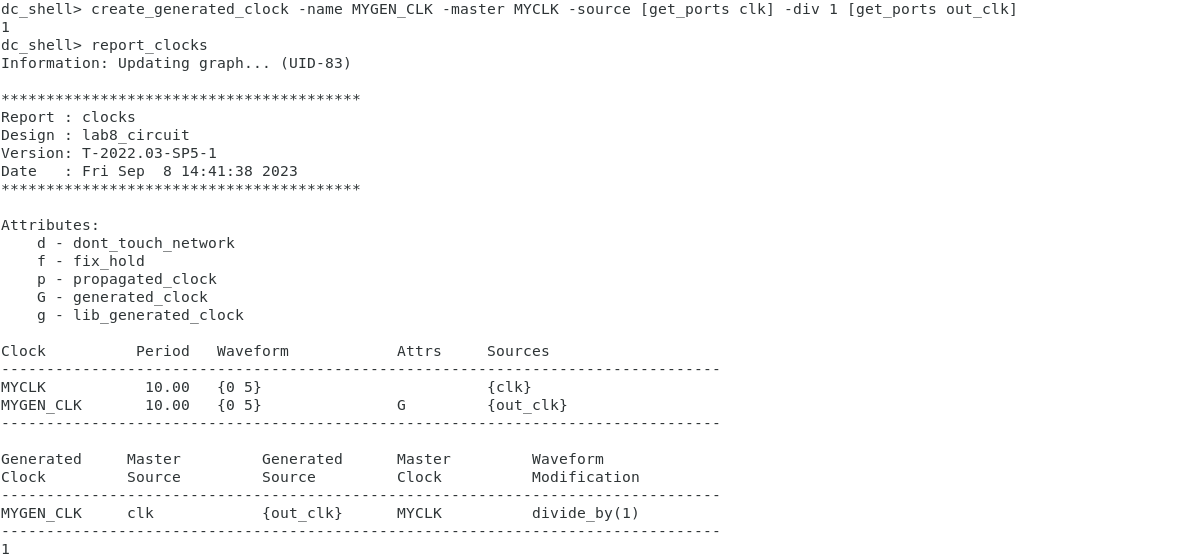 dc_shell> create_generated_clock -name MYGEN_CLK -master MYCLK -source [get_ports clk] -div 1 [get_ports out_clk]
1
dc_shell> report_clocks
Information: Updating graph... (UID-83)

****************************************
Report : clocks
Design : lab8_circuit
Version: T-2022.03-SP5-1
Date   : Fri Sep  8 14:41:38 2023
****************************************

Attributes:
    d - dont_touch_network
    f - fix_hold
    p - propagated_clock
    G - generated_clock
    g - lib_generated_clock

Clock          Period   Waveform            Attrs     Sources
--------------------------------------------------------------------------------
MYCLK           10.00   {0 5}                         {clk}
MYGEN_CLK       10.00   {0 5}               G         {out_clk}
--------------------------------------------------------------------------------

Generated     Master         Generated      Master         Waveform
Clock         Source         Source         Clock          Modification
--------------------------------------------------------------------------------
MYGEN_CLK     clk            {out_clk}      MYCLK          divide_by(1)
--------------------------------------------------------------------------------
1